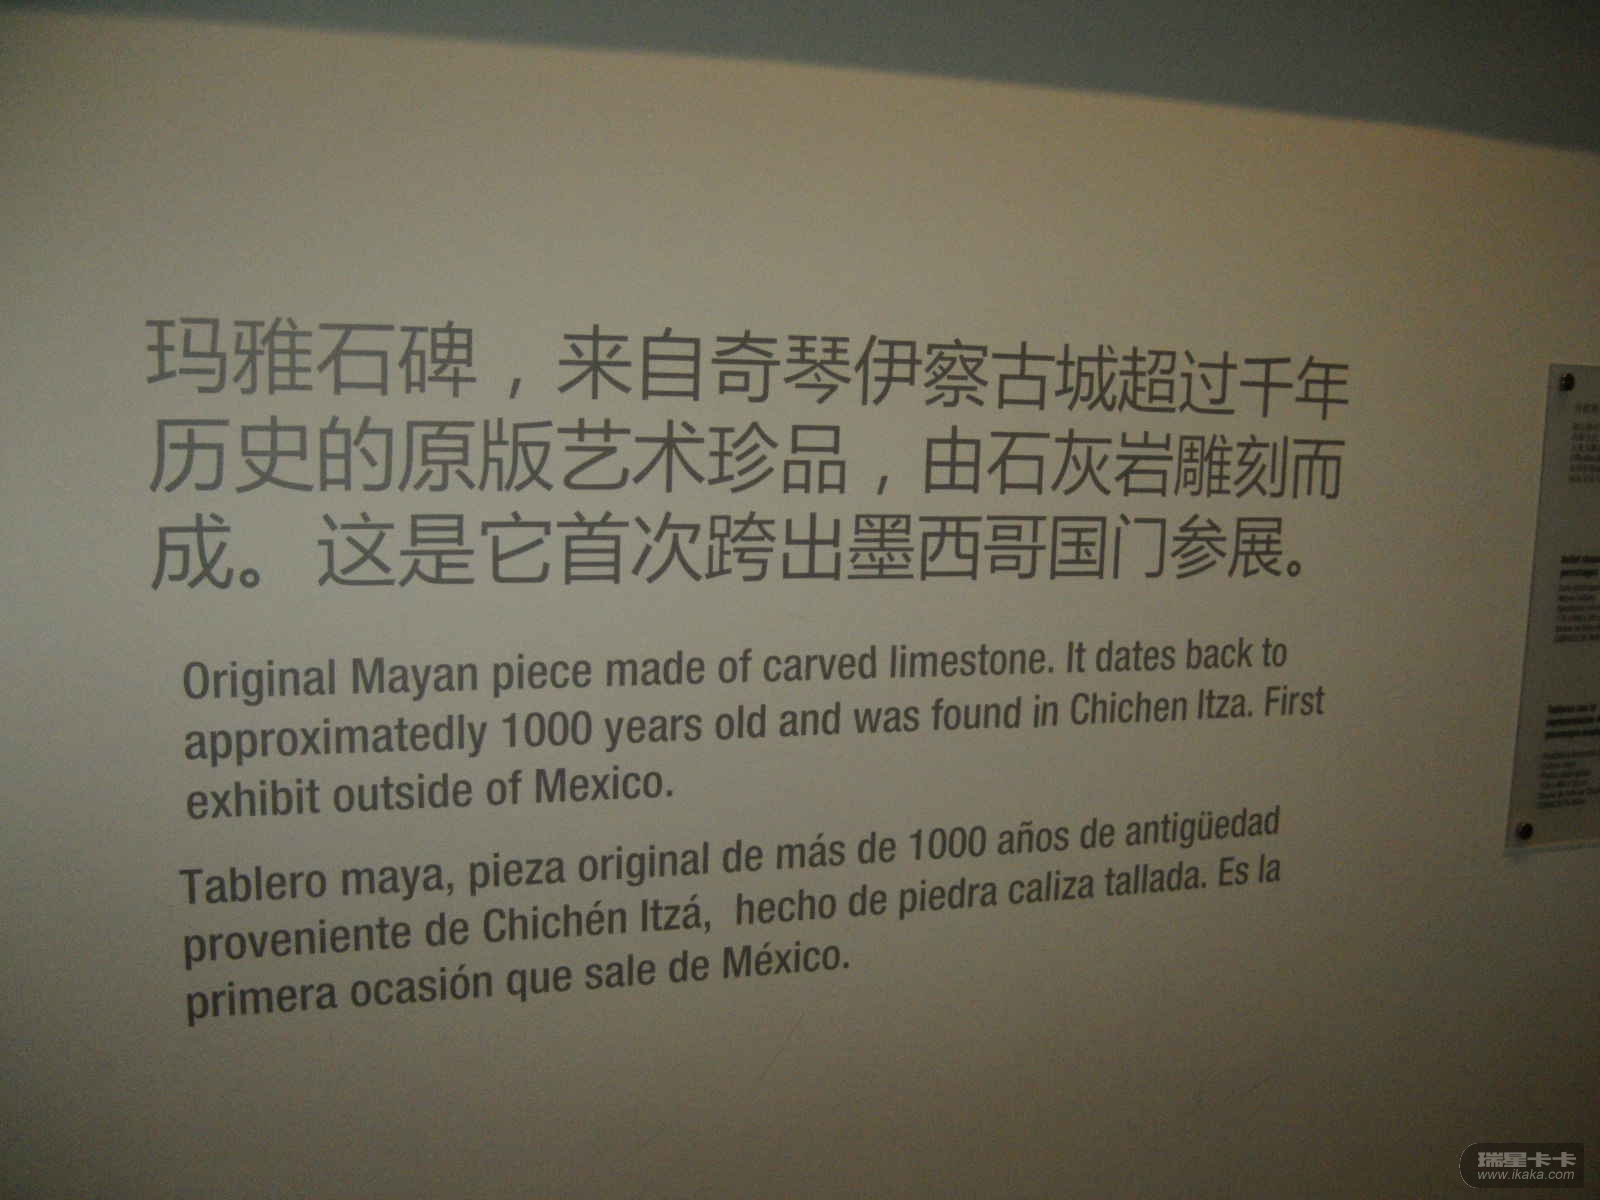 玛雅石碑，来自奇琴伊察古城超过千年
历史的原版艺术珍品，由石灰岩雕刻而
成。这是它首次跨出墨西哥国门参展。
Original Mayan piece made of carved limestone. It dates back to
approximatedly 1000 years old and was found in Chichen Itza. First
exhibit outside of Mexico.
Tablero maya, pieza original de más de 1000 años de antigüedad
proveniente de Chichén Itzá, hecho de piedra caliza tallada. Es la
primera ocasión que sale de México.
瑞星卡卡
www.ikaka.com